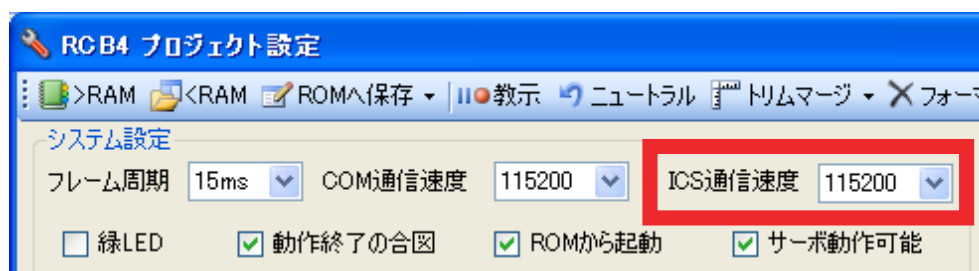 RCB4 プロジェクト設定
>RAM <RAM ROMへ保存 教示 ニュートラル トリムマージ フォーマ
システム設定
フレーム周期 15ms COM通信速度 115200 ICS通信速度 115200
緑LED 動作終了の合図 ROMから起動 サーボ動作可能